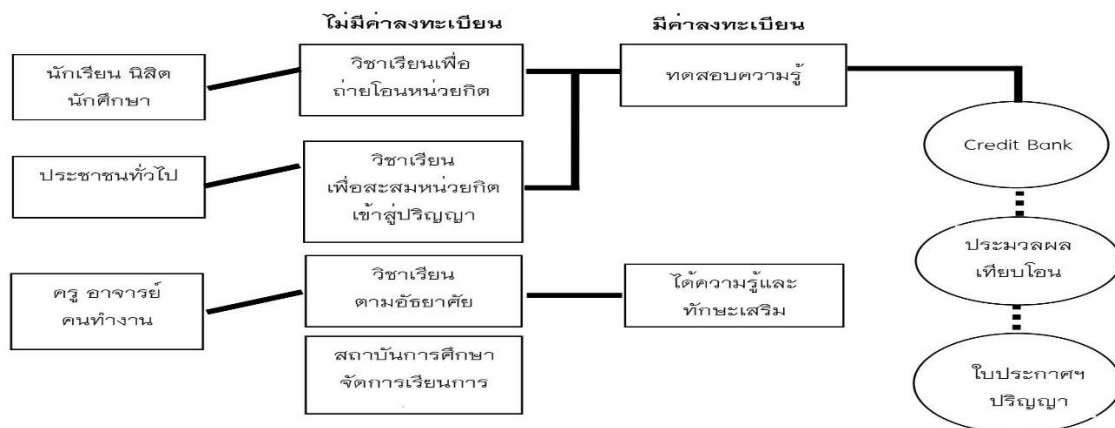 ไม่มีค่าลงทะเบียน
มีค่าลงทะเบียน
นักเรียน นิสิต
นักศึกษา
วิชาเรียนเพื่อ
ถ่ายโอนหน่วยกิต
ทดสอบความรู้
Credit Bank
ประชาชนทั่วไป
วิชาเรียน
เพื่อสะสมหน่วยกิต
เข้าสู่ปริญญา
ประมวลผล
เทียบโอน
ครู อาจารย์
คนทำงาน
วิชาเรียน
ตามอัธยาศัย
ได้ความรู้และ
ทักษะเสริม
สถาบันการศึกษา
จัดการเรียนการ
ใบประกาศฯ
ปริญญา